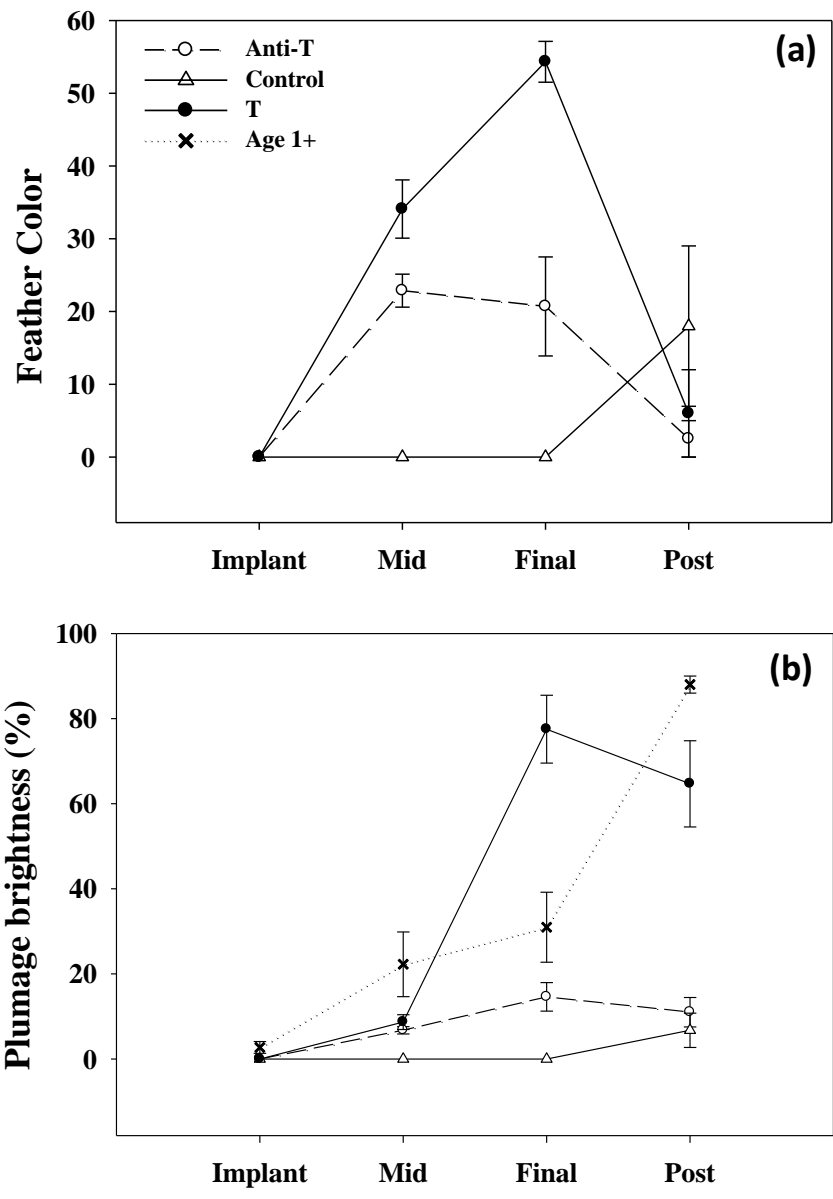 60
50
40
30
20
10
0
Feather Color
Anti-T
Control
T
Age 1+
(a)
Implant Mid Final Post
100
80
60
40
20
0
Plumage brightness (%)
(b)
Implant Mid Final Post